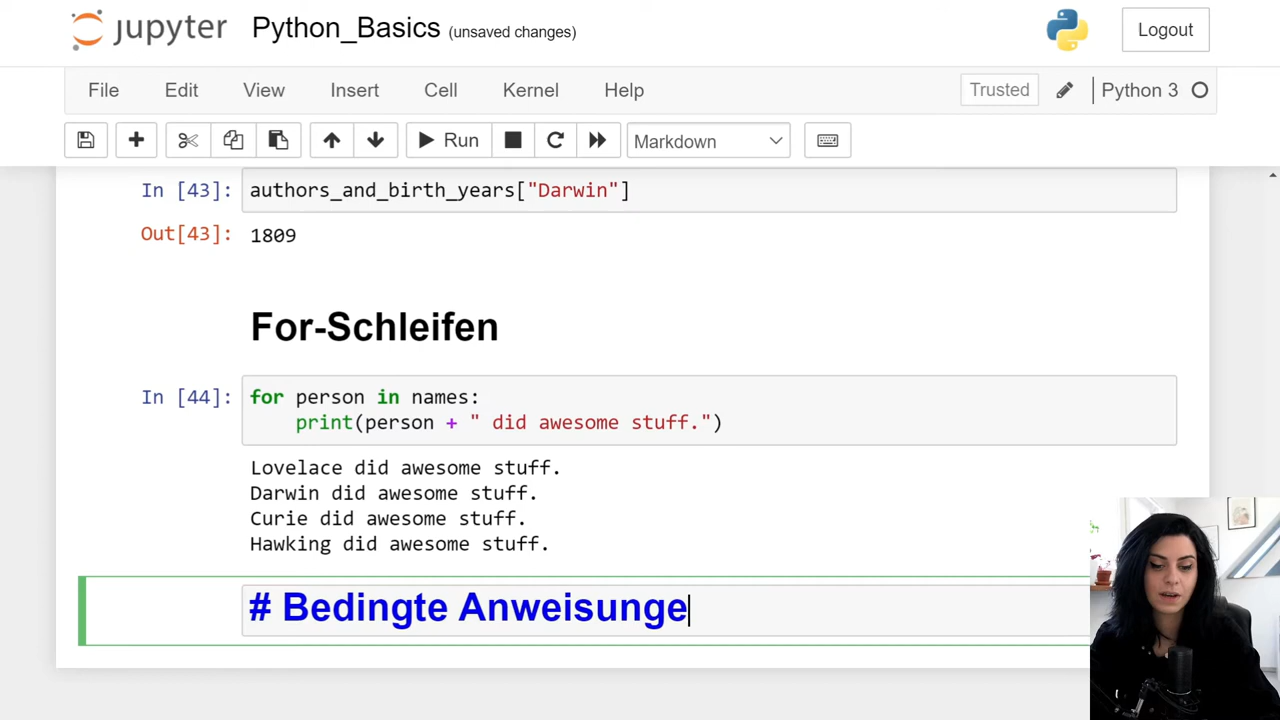 jupyter Python_Basics (unsaved changes) Logout
File Edit View Insert Cell Kernel Help Trusted Python 3
Run Markdown
In [43]: authors_and_birth_years["Darwin"]
Out[43]: 1809
For-Schleifen
In [44]: for person in names:
print(person + " did awesome stuff.")
Lovelace did awesome stuff.
Darwin did awesome stuff.
Curie did awesome stuff.
Hawking did awesome stuff.
# Bedingte Anweisunge